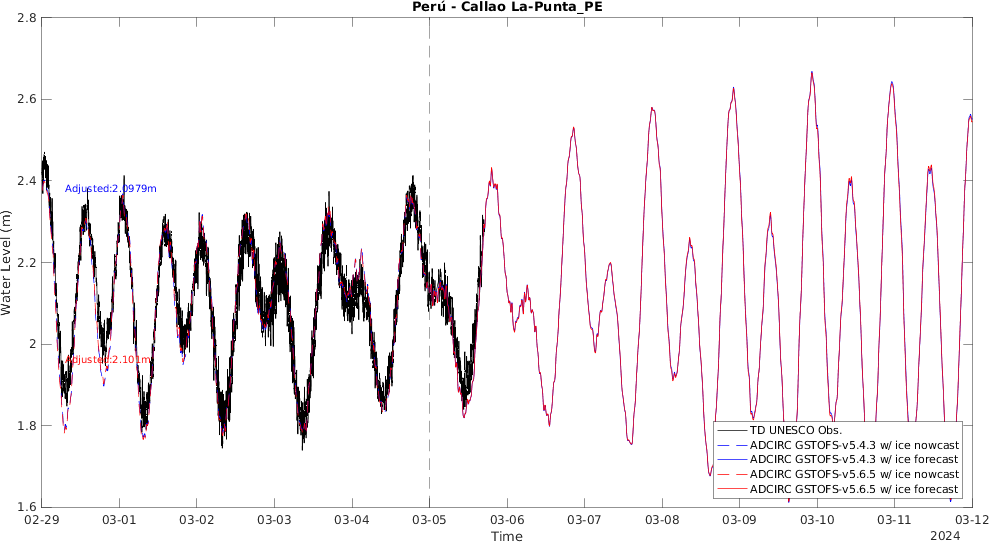 Perú - Callao La-Punta_PE
2.8
2.6
2.4
2.2
2
1.8
1.6
Water Level (m)
Adjusted:2.0979m
Adjusted:2.101m
TD UNESCO Obs.
ADCIRC GSTOFS-v5.4.3 w/ ice nowcast
ADCIRC GSTOFS-v5.4.3 w/ ice forecast
ADCIRC GSTOFS-v5.6.5 w/ ice nowcast
ADCIRC GSTOFS-v5.6.5 w/ ice forecast
02-29 03-01 03-02 03-03 03-04 03-05 03-06 03-07 03-08 03-09 03-10 03-11 03-12
Time
2024